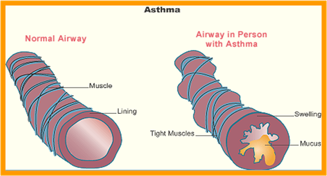 Asthma
Normal Airway
Airway in Person
with Asthma
Muscle
Lining
Tight Muscles
Swelling
Mucus